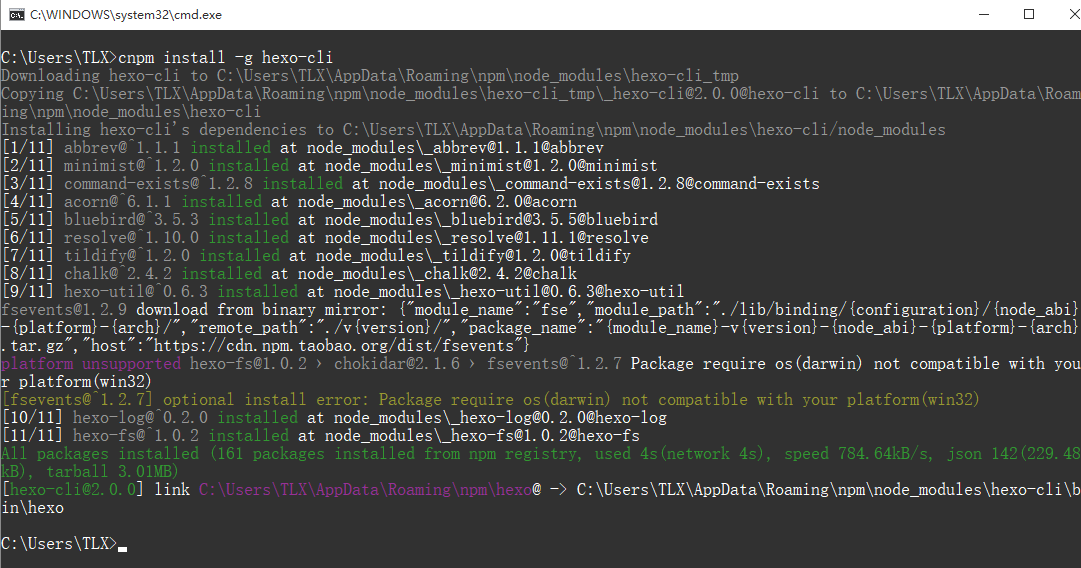 C:\WINDOWS\system32\cmd.exe
C:\Users\TLX>cnpm install -g hexo-cli
Downloading hexo-cli to C:\Users\TLX\AppData\Roaming\npm\node_modules\hexo-cli_tmp
Copying C:\Users\TLX\AppData\Roaming\npm\node_modules\hexo-cli_tmp\_hexo-cli@2.0.0@hexo-cli to C:\Users\TLX\AppData\Roam
ing\npm\node_modules\hexo-cli
Installing hexo-cli's dependencies to C:\Users\TLX\AppData\Roaming\npm\node_modules\hexo-cli/node_modules
[1/11] abbrev@^1.1.1 installed at node_modules\_abbrev@1.1.1@abbrev
[2/11] minimist@^1.2.0 installed at node_modules\_minimist@1.2.0@minimist
[3/11] command-exists@^1.2.8 installed at node_modules\_command-exists@1.2.8@command-exists
[4/11] acorn@^6.1.1 installed at node_modules\_acorn@6.2.0@acorn
[5/11] bluebird@^3.5.3 installed at node_modules\_bluebird@3.5.5@bluebird
[6/11] resolve@^1.10.0 installed at node_modules\_resolve@1.11.1@resolve
[7/11] tildify@^1.2.0 installed at node_modules\_tildify@1.2.0@tildify
[8/11] chalk@^2.4.2 installed at node_modules\_chalk@2.4.2@chalk
[9/11] hexo-util@^0.6.3 installed at node_modules\_hexo-util@0.6.3@hexo-util
fsevents@1.2.9 download from binary mirror: {"module_name":"fse","module_path":"./lib/binding/{configuration}/{node_abi}
-{platform}-{arch}/","remote_path":"./v{version}/","package_name":"{module_name}-v{version}-{node_abi}-{platform}-{arch}
.tar.gz","host":"https://cdn.npm.taobao.org/dist/fsevents"}
platform unsupported hexo-fs@1.0.2 › chokidar@2.1.6 › fsevents@^1.2.7 Package require os(darwin) not compatible with you
r platform(win32)
[fsevents@^1.2.7] optional install error: Package require os(darwin) not compatible with your platform(win32)
[10/11] hexo-log@^0.2.0 installed at node_modules\_hexo-log@0.2.0@hexo-log
[11/11] hexo-fs@^1.0.2 installed at node_modules\_hexo-fs@1.0.2@hexo-fs
All packages installed (161 packages installed from npm registry, used 4s(network 4s), speed 784.64kB/s, json 142(229.48
kB), tarball 3.01MB)
[hexo-cli@2.0.0] link C:\Users\TLX\AppData\Roaming\npm\hexo@ -> C:\Users\TLX\AppData\Roaming\npm\node_modules\hexo-cli\b
in\hexo
C:\Users\TLX>